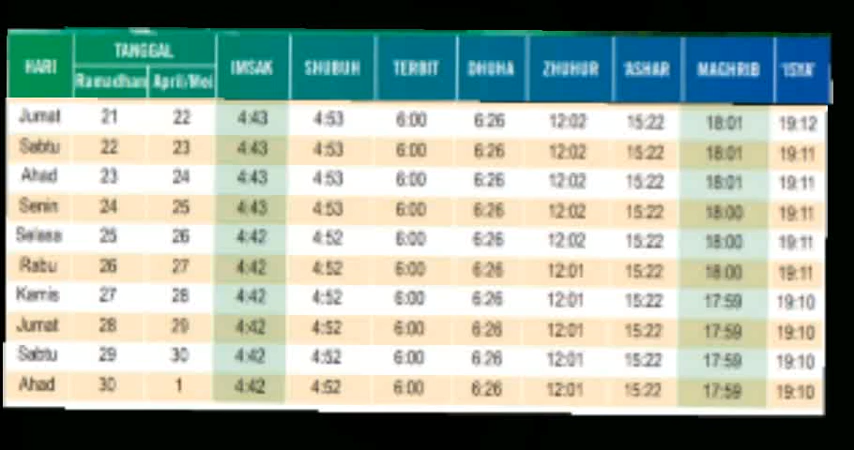 HARI TANGGAL IMSAK SHUBUH TERBIT DHUHA ZHUHUR 'ASHAR MAGHRIB 'ISYA'
Ramadhan April/Mei
Jumat 21 22 4:43 4:53 6:00 6:26 12:02 15:22 18:01 19:12
Sabtu 22 23 4:43 4:53 6:00 6:26 12:02 15:22 18:01 19:11
Ahad 23 24 4:43 4:53 6:00 6:26 12:02 15:22 18:01 19:11
Senin 24 25 4:43 4:53 6:00 6:26 12:02 15:22 18:00 19:11
Selasa 25 26 4:42 4:52 6:00 6:26 12:02 15:22 18:00 19:11
Rabu 26 27 4:42 4:52 6:00 6:26 12:01 15:22 18:00 19:11
Kamis 27 28 4:42 4:52 6:00 6:26 12:01 15:22 17:59 19:10
Jumat 28 29 4:42 4:52 6:00 6:26 12:01 15:22 17:59 19:10
Sabtu 29 30 4:42 4:52 6:00 6:26 12:01 15:22 17:59 19:10
Ahad 30 1 4:42 4:52 6:00 6:26 12:01 15:22 17:59 19:10